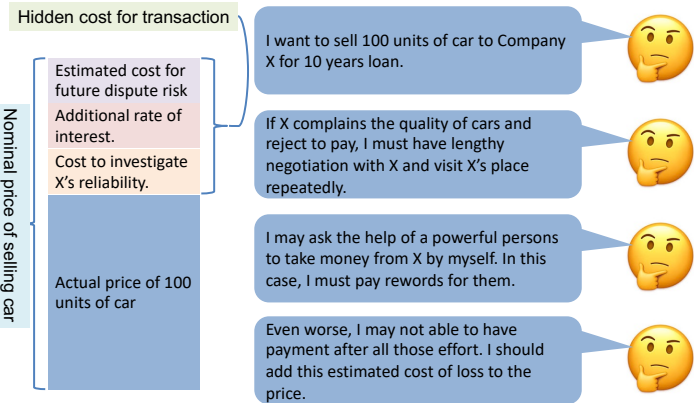 Hidden cost for transaction
Nominal price of selling car
Estimated cost for
future dispute risk
Additional rate of
interest.
Cost to investigate
X's reliability.
Actual price of 100
units of car
I want to sell 100 units of car to Company
X for 10 years loan.
If X complains the quality of cars and
reject to pay, I must have lengthy
negotiation with X and visit X's place
repeatedly.
I may ask the help of a powerful persons
to take money from X by myself. In this
case, I must pay rewords for them.
Even worse, I may not able to have
payment after all those effort. I should
add this estimated cost of loss to the
price.